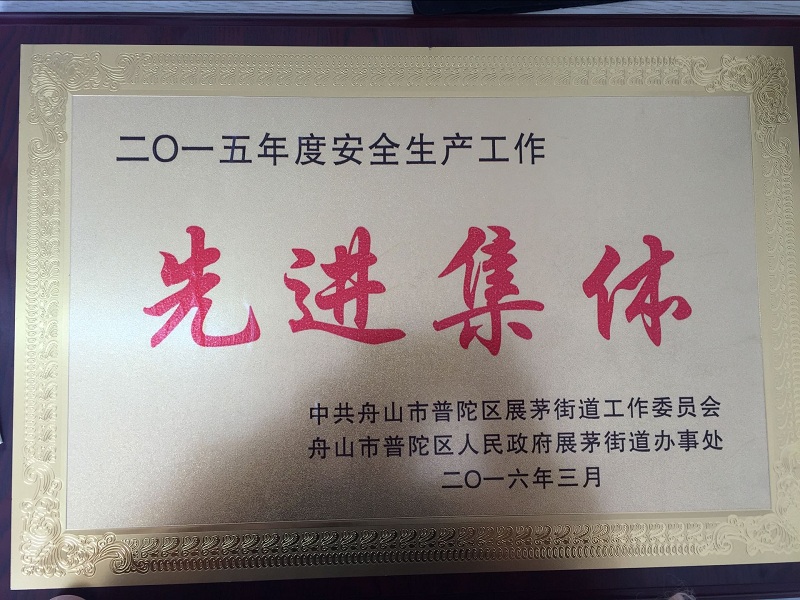 二〇一五年度安全生产工作
先进集体
中共舟山市普陀区展茅街道工作委员会
舟山市普陀区人民政府展茅街道办事处
二〇一六年三月